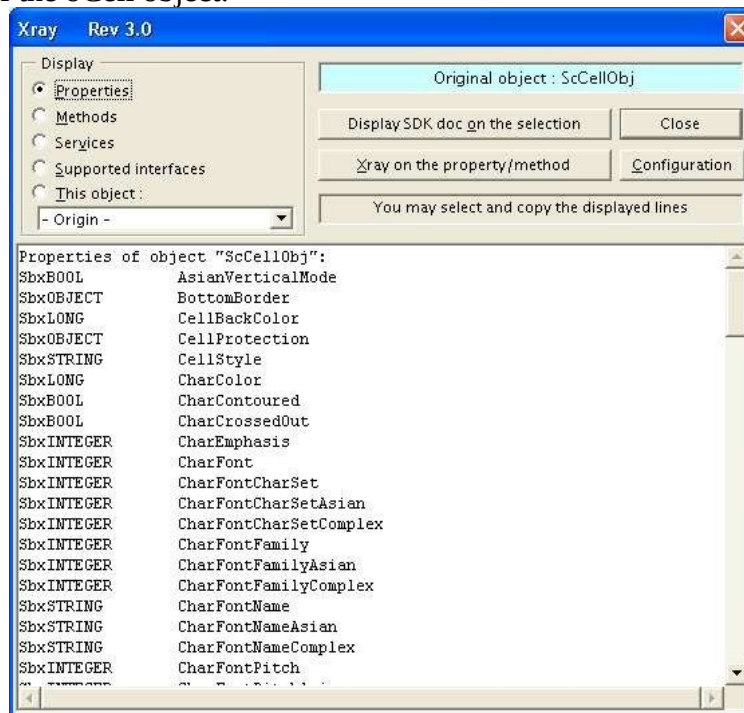 the oCell object.
Xray Rev 3.0
Display
Properties
Methods
Services
Supported interfaces
This object :
- Origin -
Original object : ScCellObj
Display SDK doc on the selection
Close
Xray on the property/method
Configuration
You may select and copy the displayed lines
Properties of object "ScCellObj":
SbxBOOL AsianVerticalMode
SbxOBJECT BottomBorder
SbxLONG CellBackColor
SbxOBJECT CellProtection
SbxSTRING CellStyle
SbxLONG CharColor
SbxBOOL CharContoured
SbxBOOL CharCrossedOut
SbxINTEGER CharEmphasis
SbxINTEGER CharFont
SbxINTEGER CharFontCharSet
SbxINTEGER CharFontCharSetAsian
SbxINTEGER CharFontCharSetComplex
SbxINTEGER CharFontFamily
SbxINTEGER CharFontFamilyAsian
SbxINTEGER CharFontFamilyComplex
SbxSTRING CharFontName
SbxSTRING CharFontNameAsian
SbxSTRING CharFontNameComplex
SbxINTEGER CharFontPitch